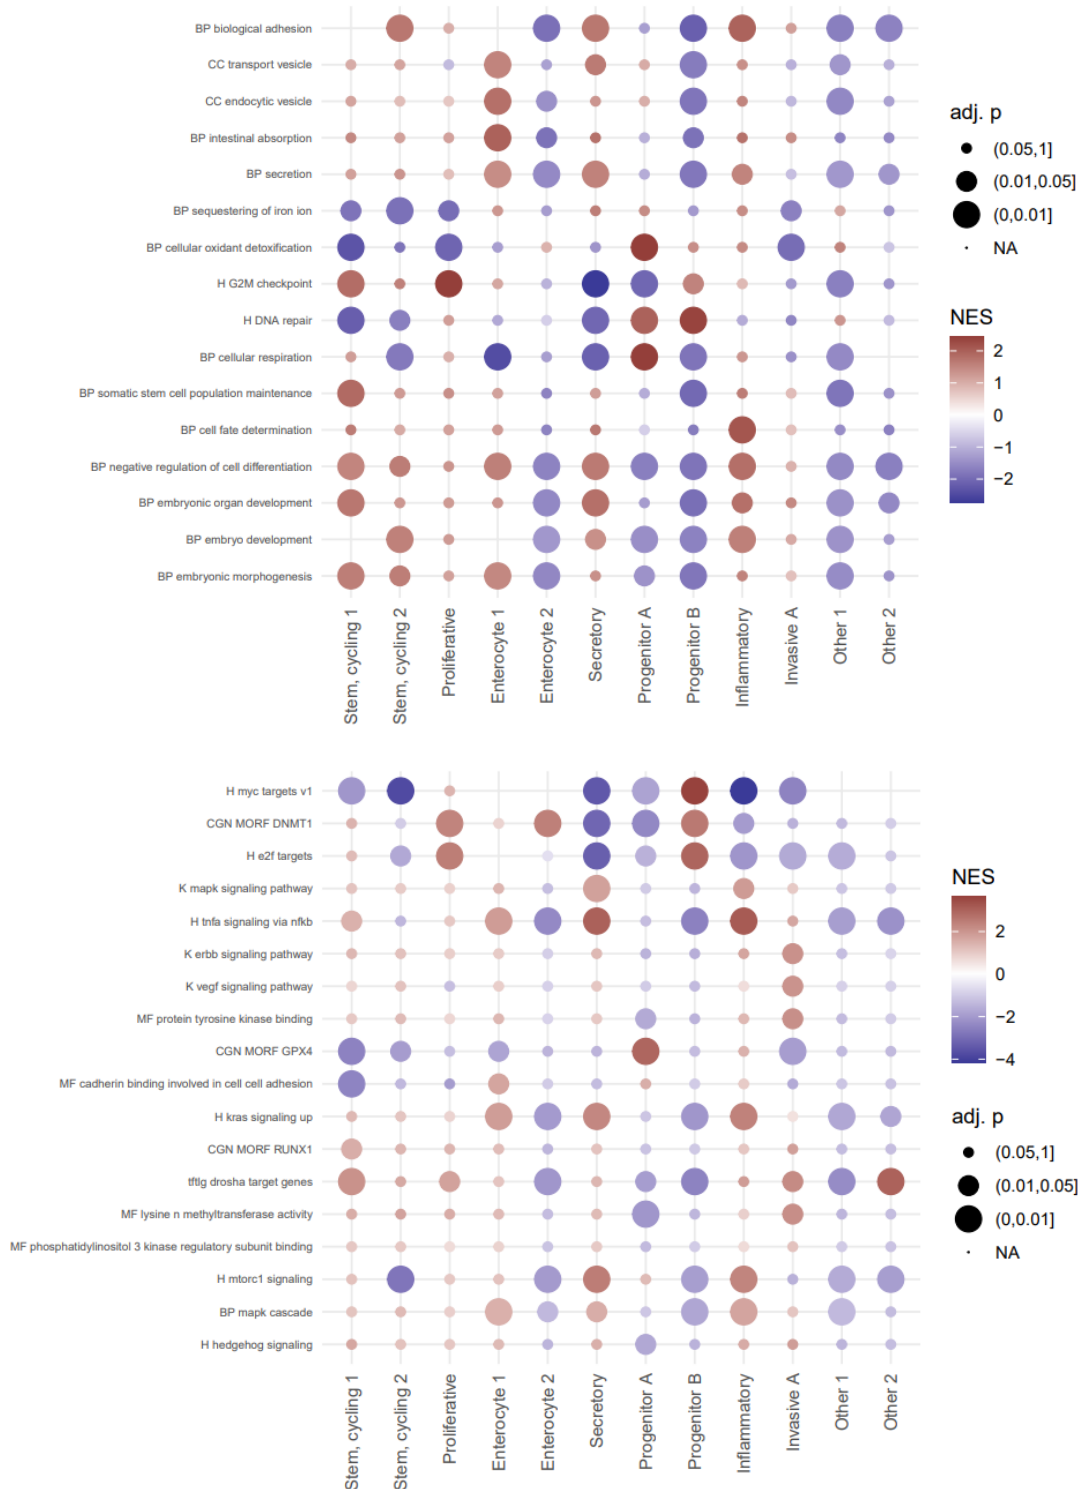 BP biological adhesion
CC transport vesicle
CC endocytic vesicle
BP intestinal absorption
BP secretion
BP sequestering of iron ion
BP cellular oxidant detoxification
H G2M checkpoint
H DNA repair
BP cellular respiration
BP somatic stem cell population maintenance
BP cell fate determination
BP negative regulation of cell differentiation
BP embryonic organ development
BP embryo development
BP embryonic morphogenesis
Stem, cycling 1
Stem, cycling 2
Proliferative
Enterocyte 1
Enterocyte 2
Secretory
Progenitor A
Progenitor B
Inflammatory
Invasive A
Other 1
Other 2
adj. p
(0.05,1]
(0.01,0.05]
(0,0.01]
NA
NES
2
1
0
−1
−2
H myc targets v1
CGN MORF DNMT1
H e2f targets
K mapk signaling pathway
H tnfa signaling via nfkb
K erbb signaling pathway
K vegf signaling pathway
MF protein tyrosine kinase binding
CGN MORF GPX4
MF cadherin binding involved in cell cell adhesion
H kras signaling up
CGN MORF RUNX1
tftlg drosha target genes
MF lysine n methyltransferase activity
MF phosphatidylinositol 3 kinase regulatory subunit binding
H mtorc1 signaling
BP mapk cascade
H hedgehog signaling
Stem, cycling 1
Stem, cycling 2
Proliferative
Enterocyte 1
Enterocyte 2
Secretory
Progenitor A
Progenitor B
Inflammatory
Invasive A
Other 1
Other 2
NES
2
0
−2
−4
adj. p
(0.05,1]
(0.01,0.05]
(0,0.01]
NA